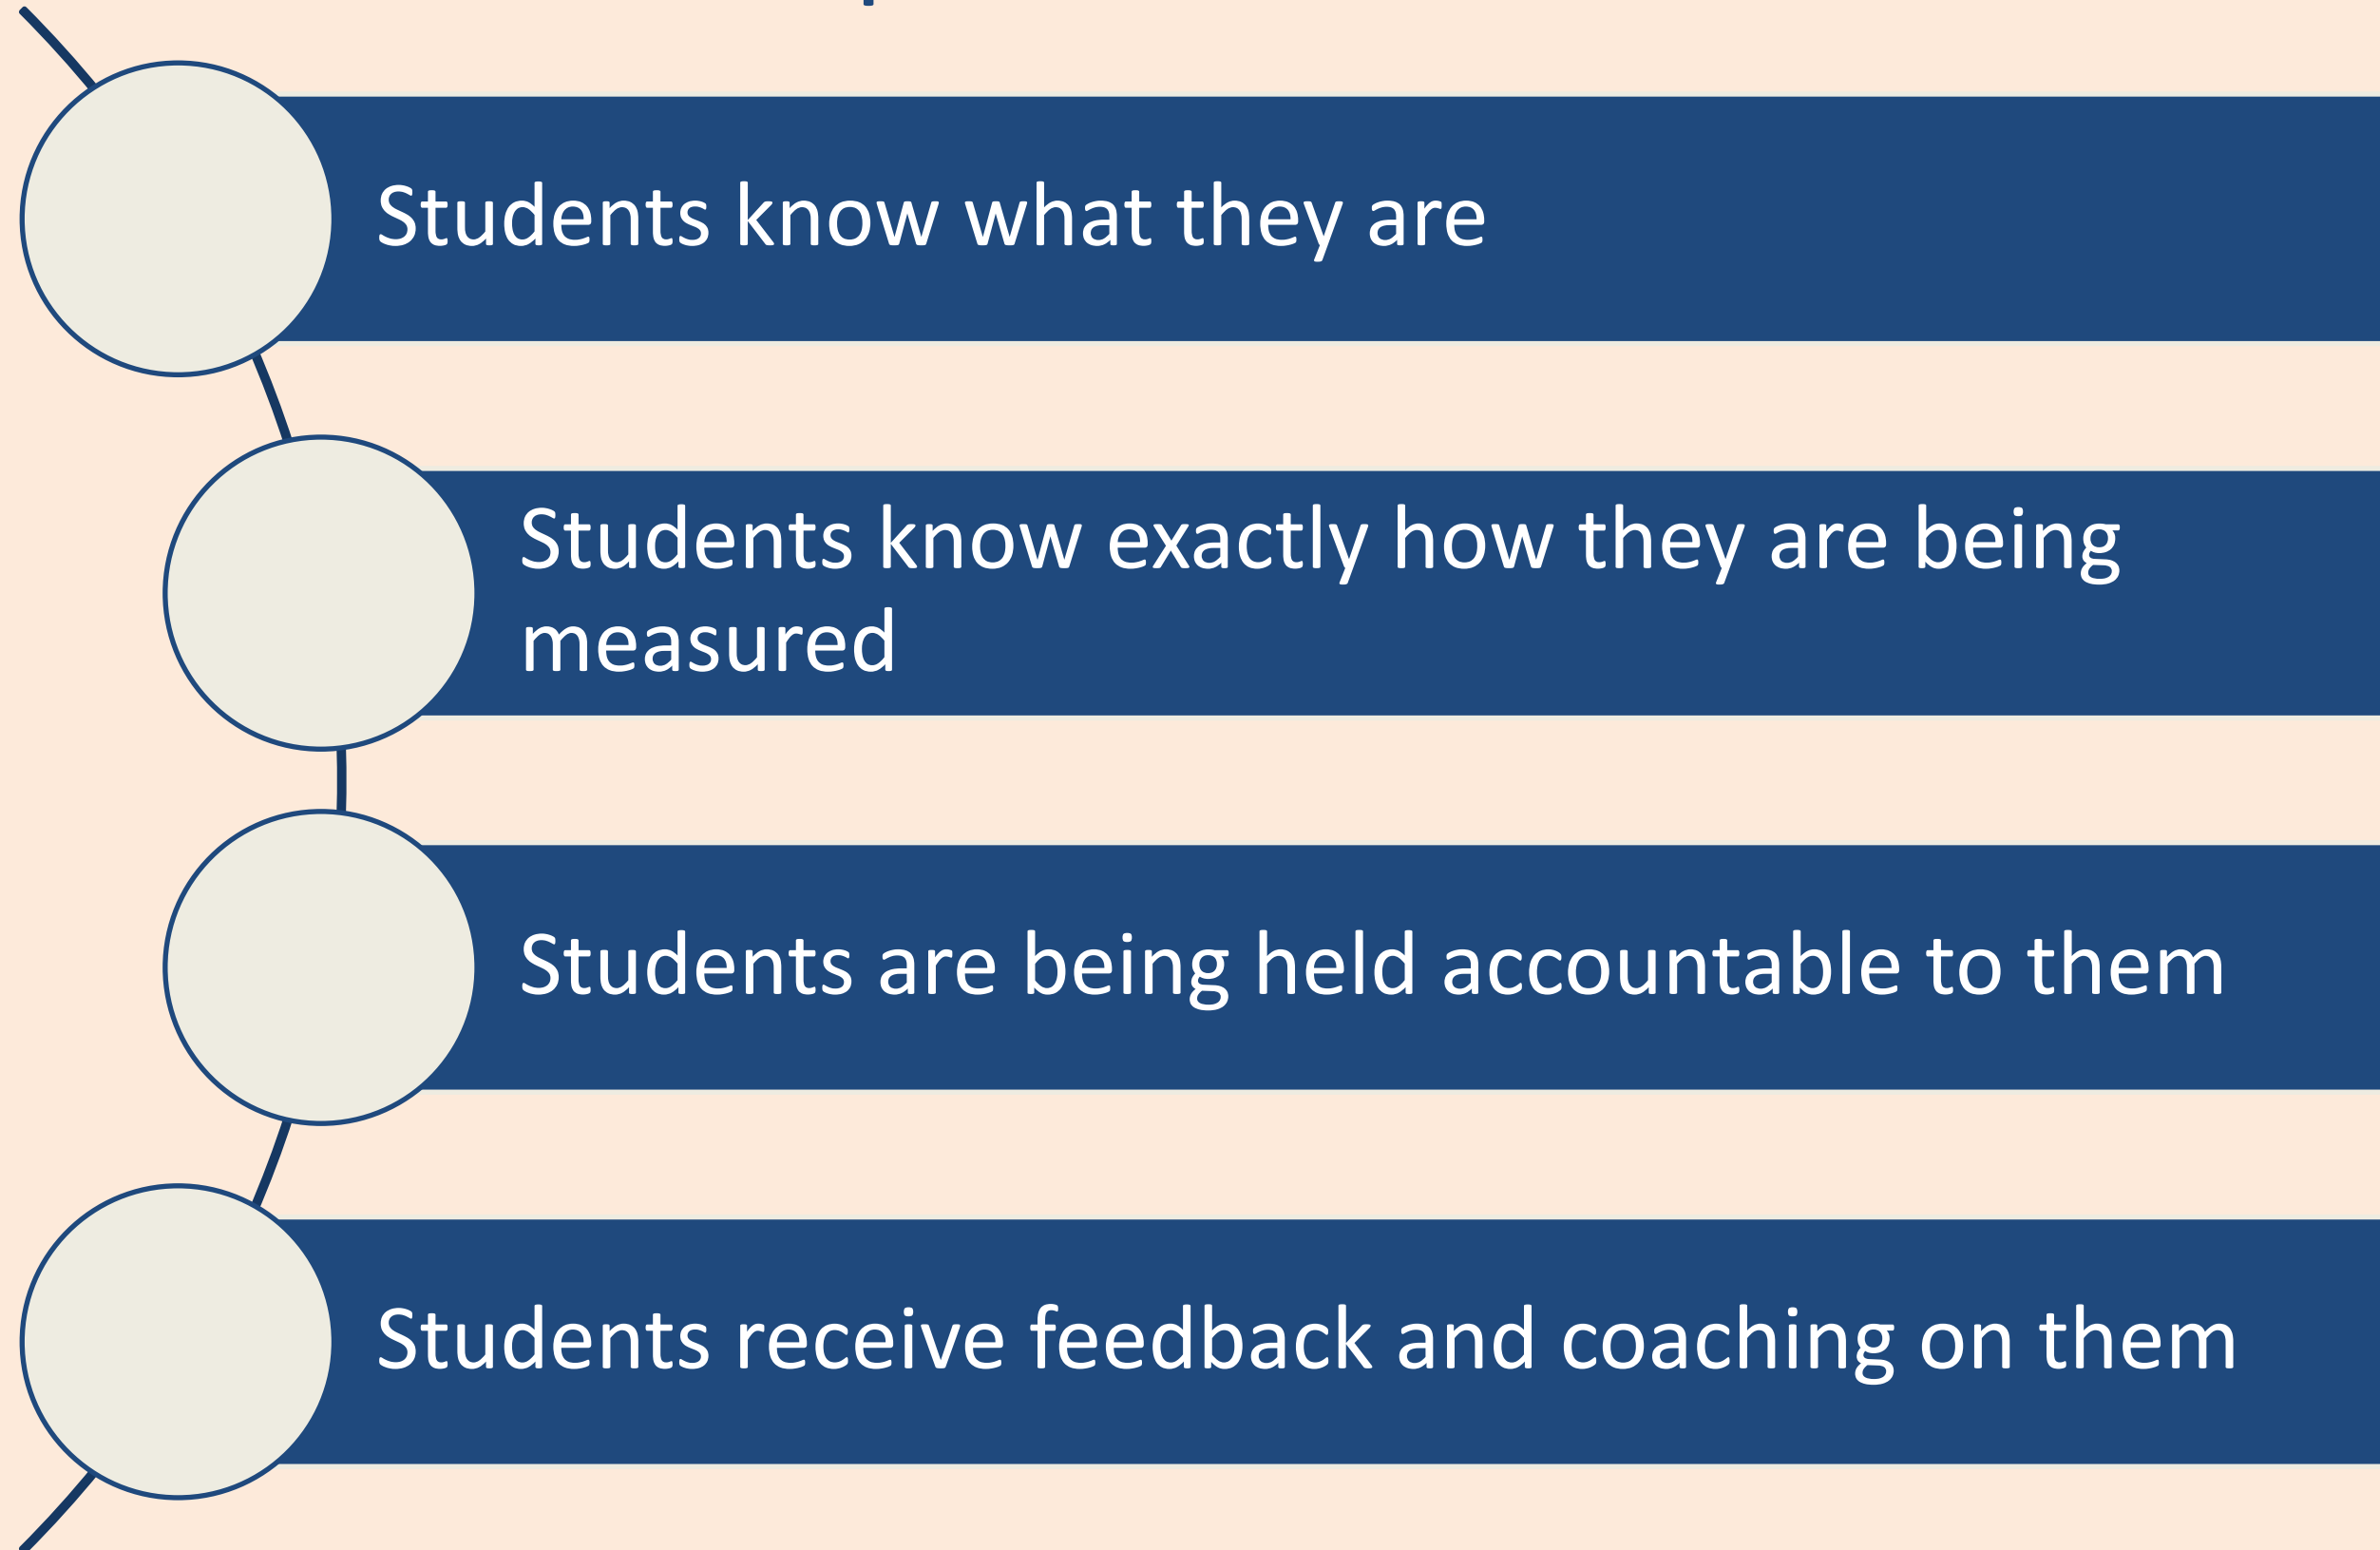 Students know what they are
Students know exactly how they are being
measured
Students are being held accountable to them
Students receive feedback and coaching on them